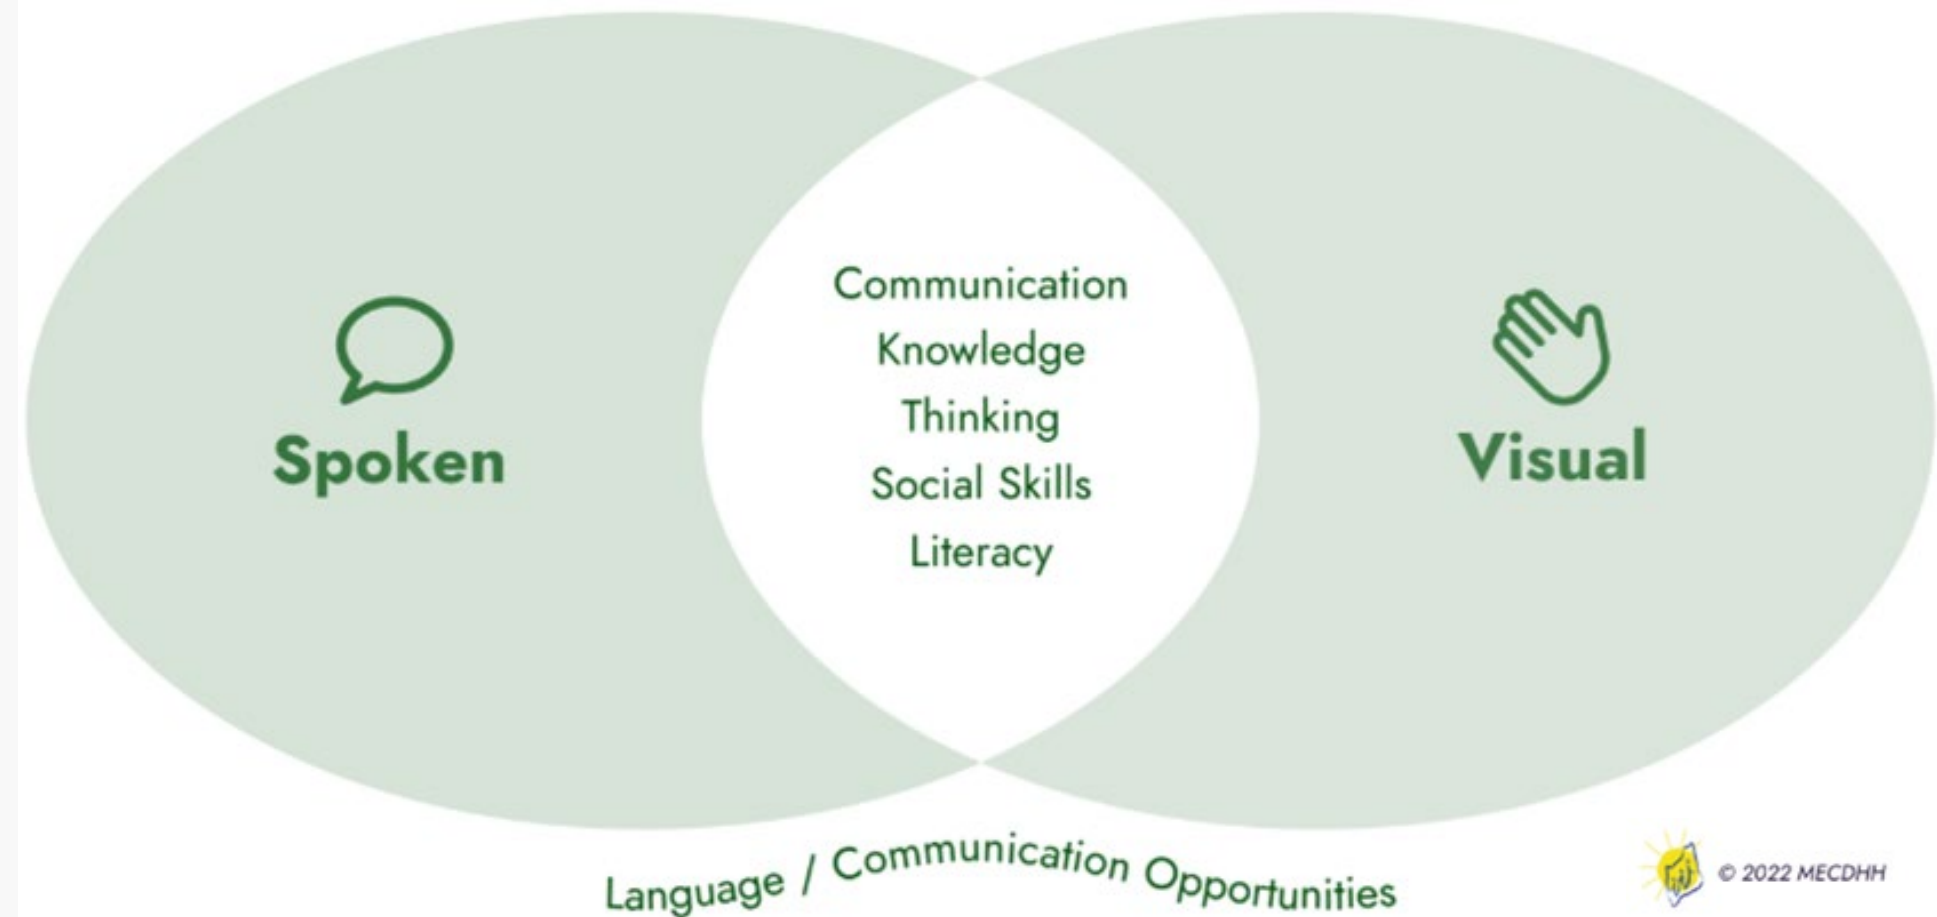 Spoken
Communication
Knowledge
Thinking
Social Skills
Literacy
Visual
Language / Communication Opportunities
© 2022 MECDHH